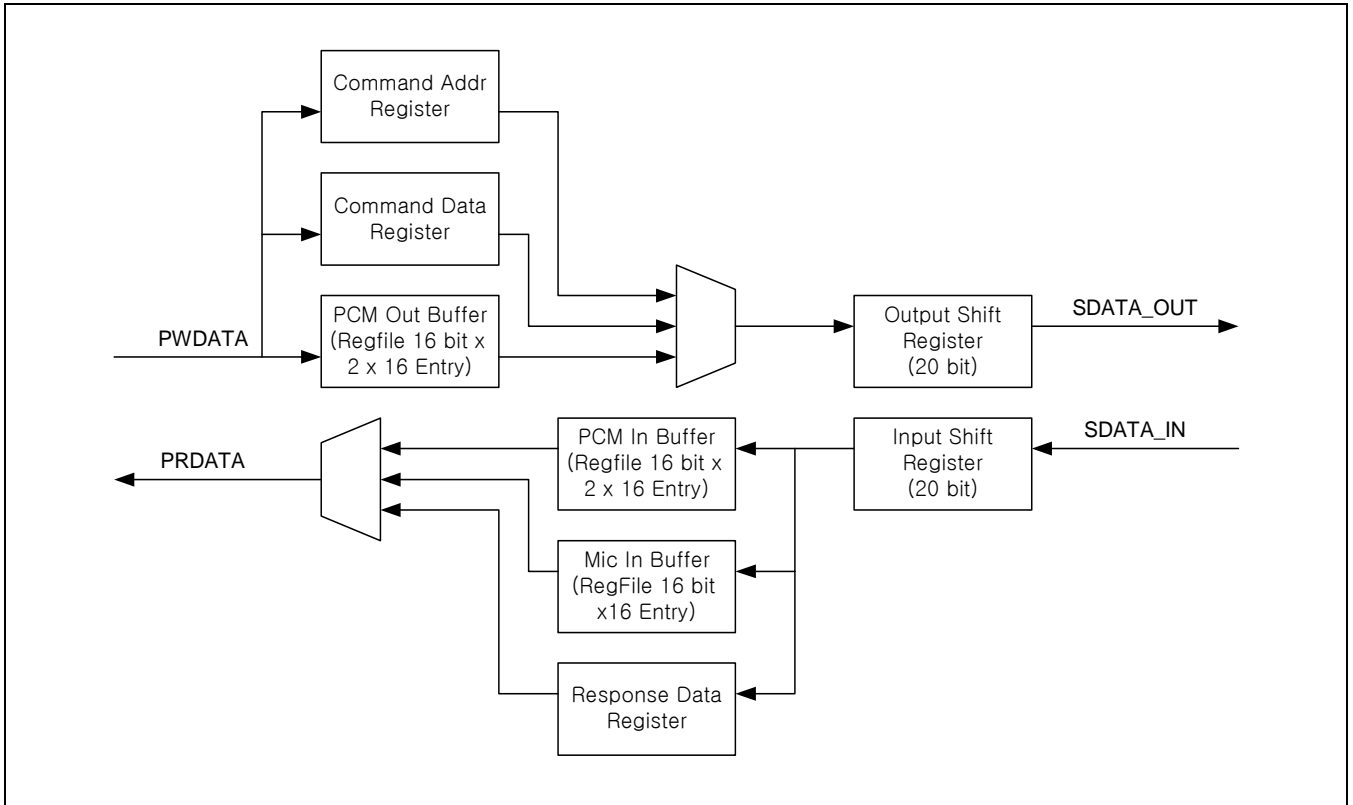 Command Addr
Register
Command Data
Register
PWDATA
PCM Out Buffer
(Regfile 16 bit x
2 x 16 Entry)
Output Shift
Register
(20 bit)
SDATA_OUT
PRDATA
PCM In Buffer
(Regfile 16 bit x
2 x 16 Entry)
Input Shift
Register
(20 bit)
SDATA_IN
Mic In Buffer
(RegFile 16 bit
x16 Entry)
Response Data
Register